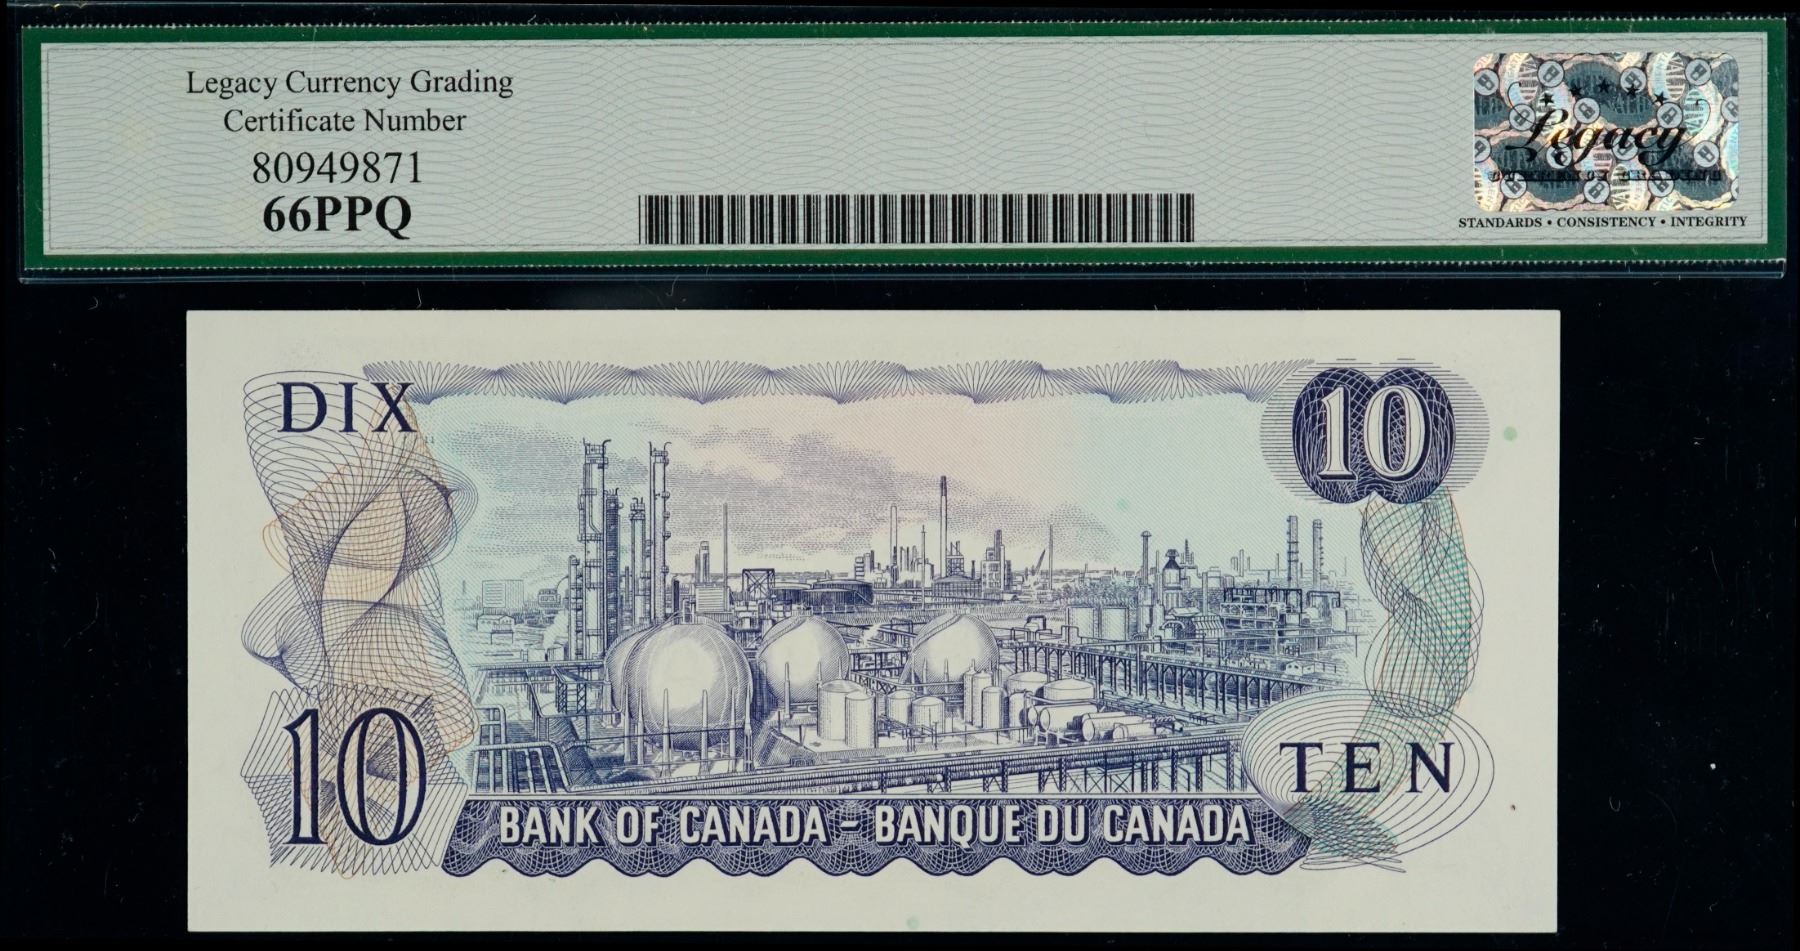 Legacy Currency Grading
Certificate Number
80949871
66PPQ
Legacy
STANDARDS • CONSISTENCY • INTEGRITY
DIX
10
10
TEN
BANK OF CANADA - BANQUE DU CANADA